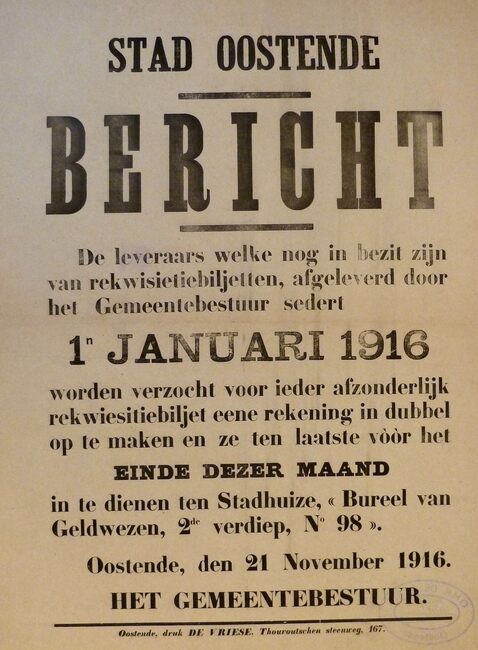 STAD OOSTENDE
BERICHT
De leveraars welke nog in bezit zijn
van rekwisietiebiljetten, afgeleverd door
het Gemeentebestuur sedert
1n JANUARI 1916
worden verzocht voor ieder afzonderlijk
rekwiesitiebiljet eene rekening in dubbel
op te maken en ze ten laatste vòòr het
EINDE DEZER MAAND
in te dienen ten Stadhuize, « Bureel van
Geldwezen, 2de verdiep, No 98 ».
Oostende, den 21 November 1916.
HET GEMEENTEBESTUUR.
Oostende, druk DE VRIESE, Thouroutschen steenweg, 167.